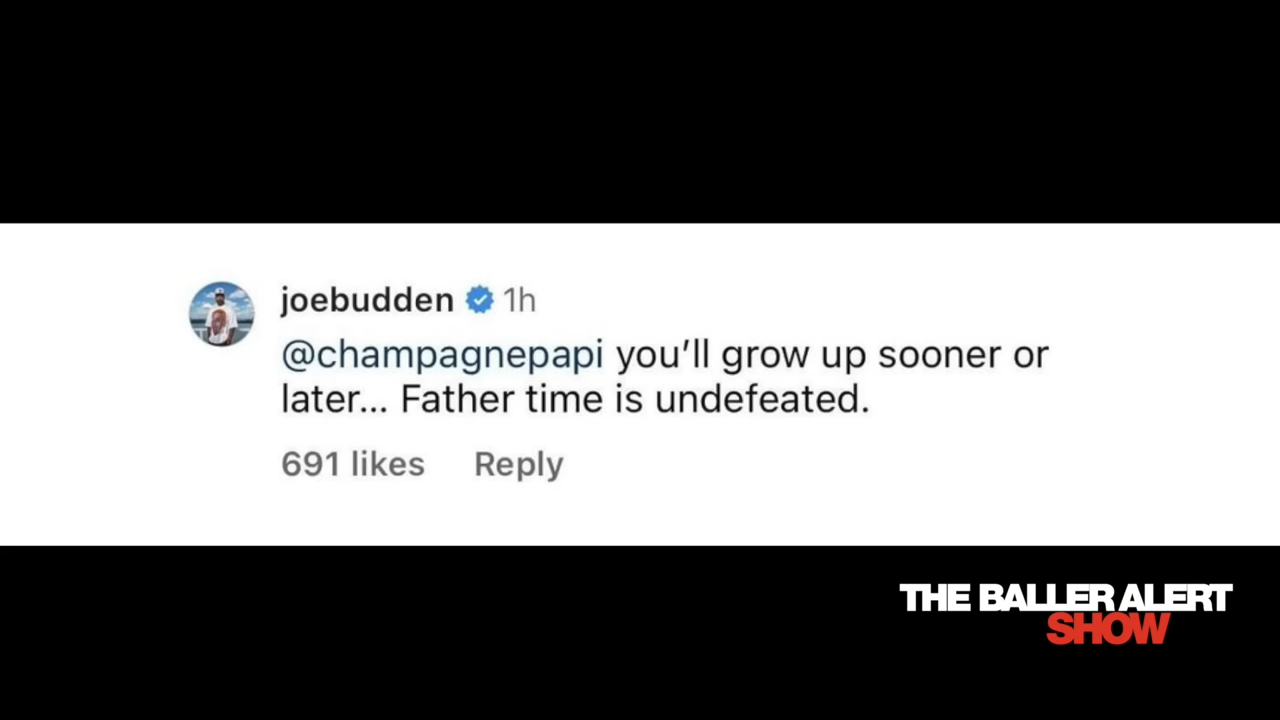 joebudden 1h
@champagnepapi you’ll grow up sooner or
later... Father time is undefeated.
691 likes Reply
THE BALLER ALERT
SHOW